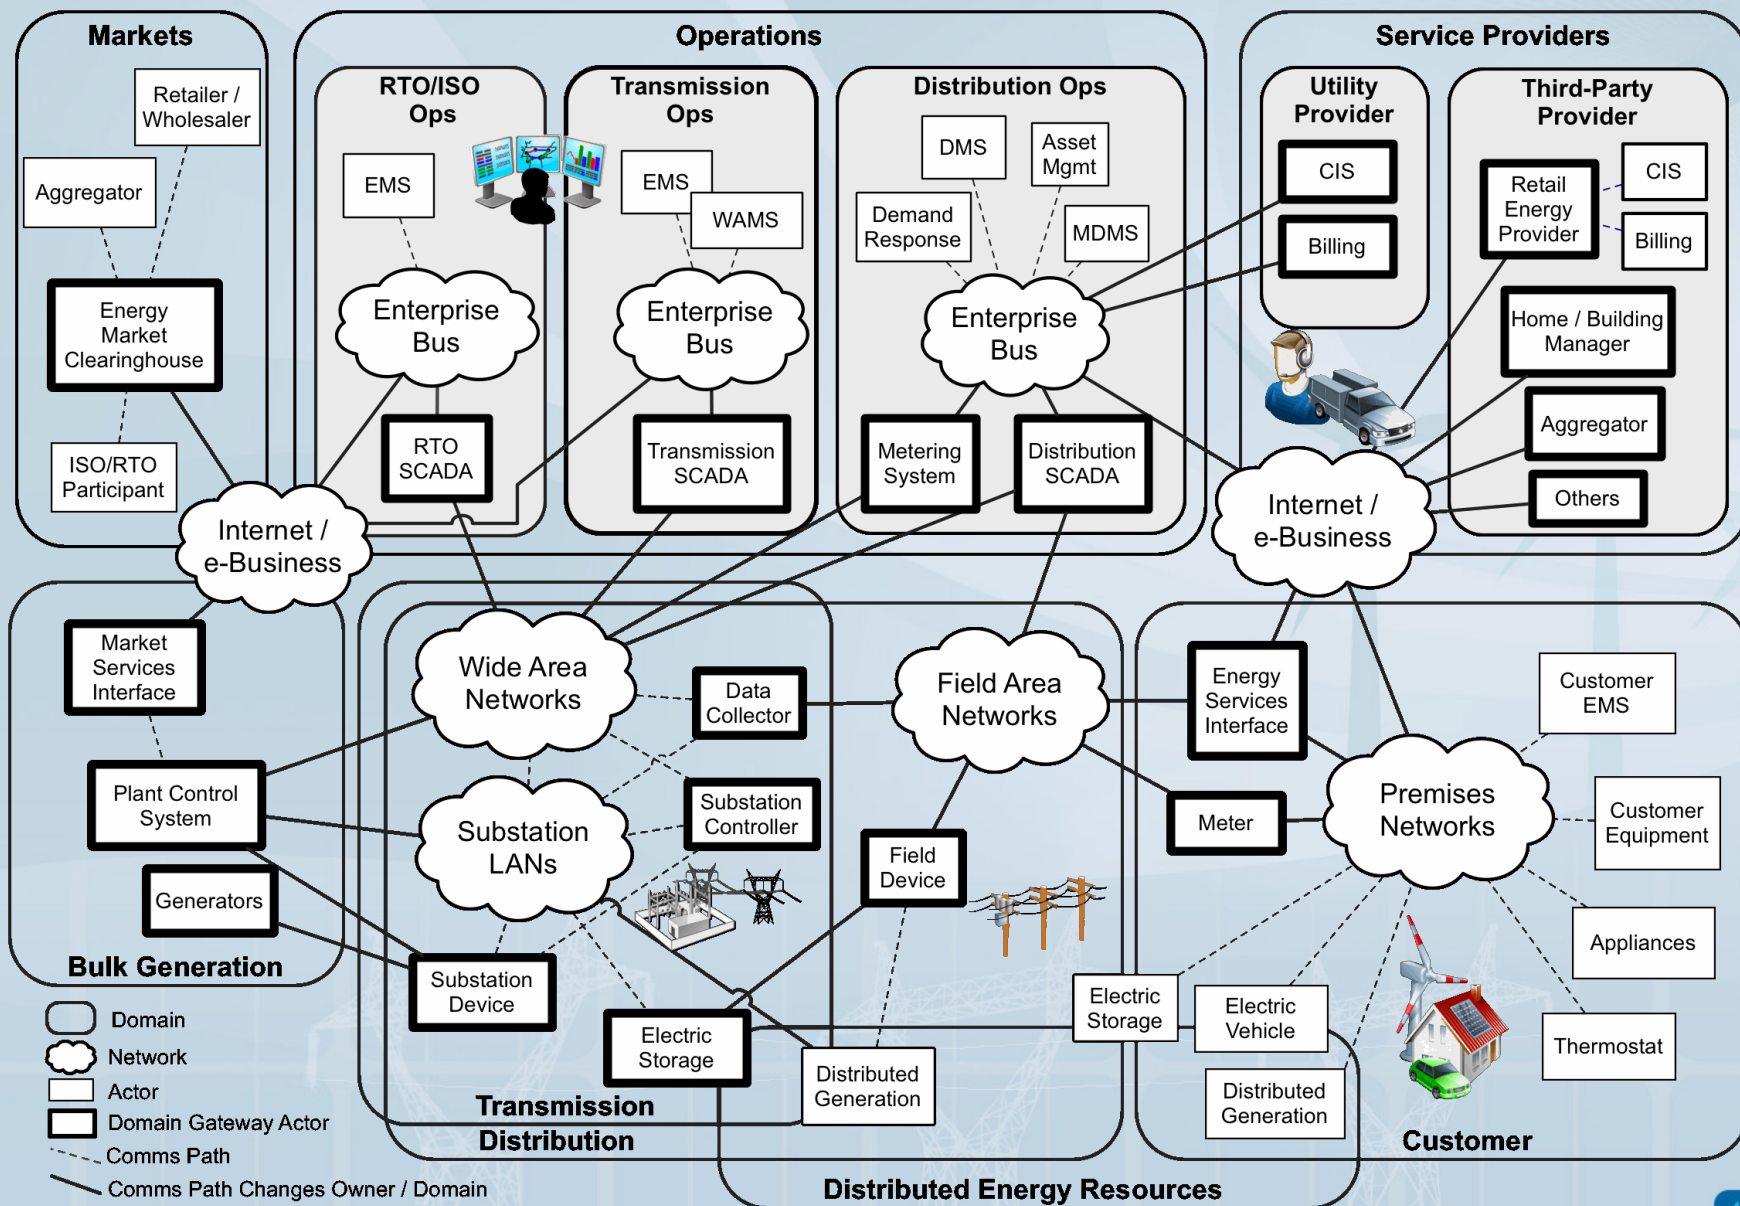 Markets
Retailer /
Wholesaler
Aggregator
Energy
Market
Clearinghouse
ISO/RTO
Participant
Internet /
e-Business
Operations
RTO/ISO
Ops
EMS
Enterprise
Bus
RTO
SCADA
Transmission
Ops
EMS
WAMS
Enterprise
Bus
Transmission
SCADA
Distribution Ops
DMS
Asset
Mgmt
Demand
Response
MDMS
Enterprise
Bus
Metering
System
Distribution
SCADA
Service Providers
Utility
Provider
CIS
Billing
Third-Party
Provider
Retail
Energy
Provider
CIS
Billing
Home / Building
Manager
Aggregator
Others
Internet /
e-Business
Market
Services
Interface
Plant Control
System
Generators
Bulk Generation
Wide Area
Networks
Data
Collector
Substation
LANs
Substation
Controller
Substation
Device
Electric
Storage
Transmission
Distribution
Field Area
Networks
Field
Device
Distributed
Generation
Energy
Services
Interface
Meter
Premises
Networks
Customer
EMS
Customer
Equipment
Appliances
Thermostat
Electric
Storage
Electric
Vehicle
Distributed
Generation
Customer
Distributed Energy Resources
Domain
Network
Actor
Domain Gateway Actor
Comms Path
Comms Path Changes Owner / Domain